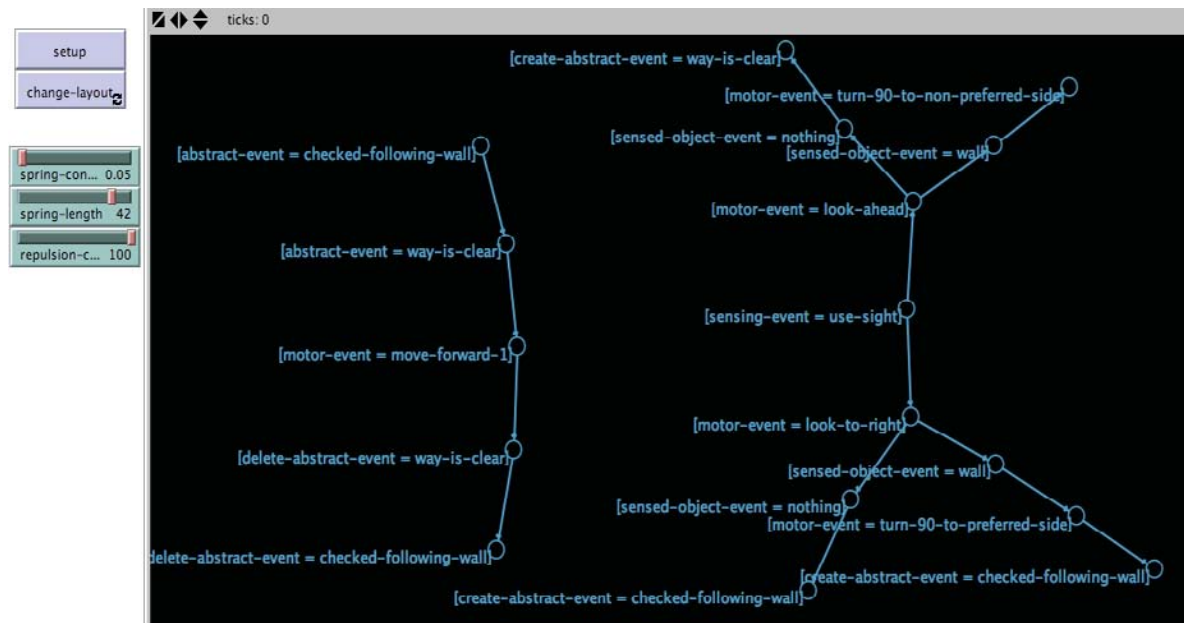 ticks: 0
setup
change-layout
spring-con... 0.05
spring-length 42
repulsion-c... 100
[create-abstract-event = way-is-clear]
[motor-event = turn-90-to-non-preferred-side]
[sensed-object-event = nothing]
[sensed-object-event = wall]
[abstract-event = checked-following-wall]
[motor-event = look-ahead]
[abstract-event = way-is-clear]
[sensing-event = use-sight]
[motor-event = move-forward-1]
[motor-event = look-to-right]
[delete-abstract-event = way-is-clear]
[sensed-object-event = wall]
[sensed-object-event = nothing]
[motor-event = turn-90-to-preferred-side]
delete-abstract-event = checked-following-wall]
[create-abstract-event = checked-following-wall]
[create-abstract-event = checked-following-wall]